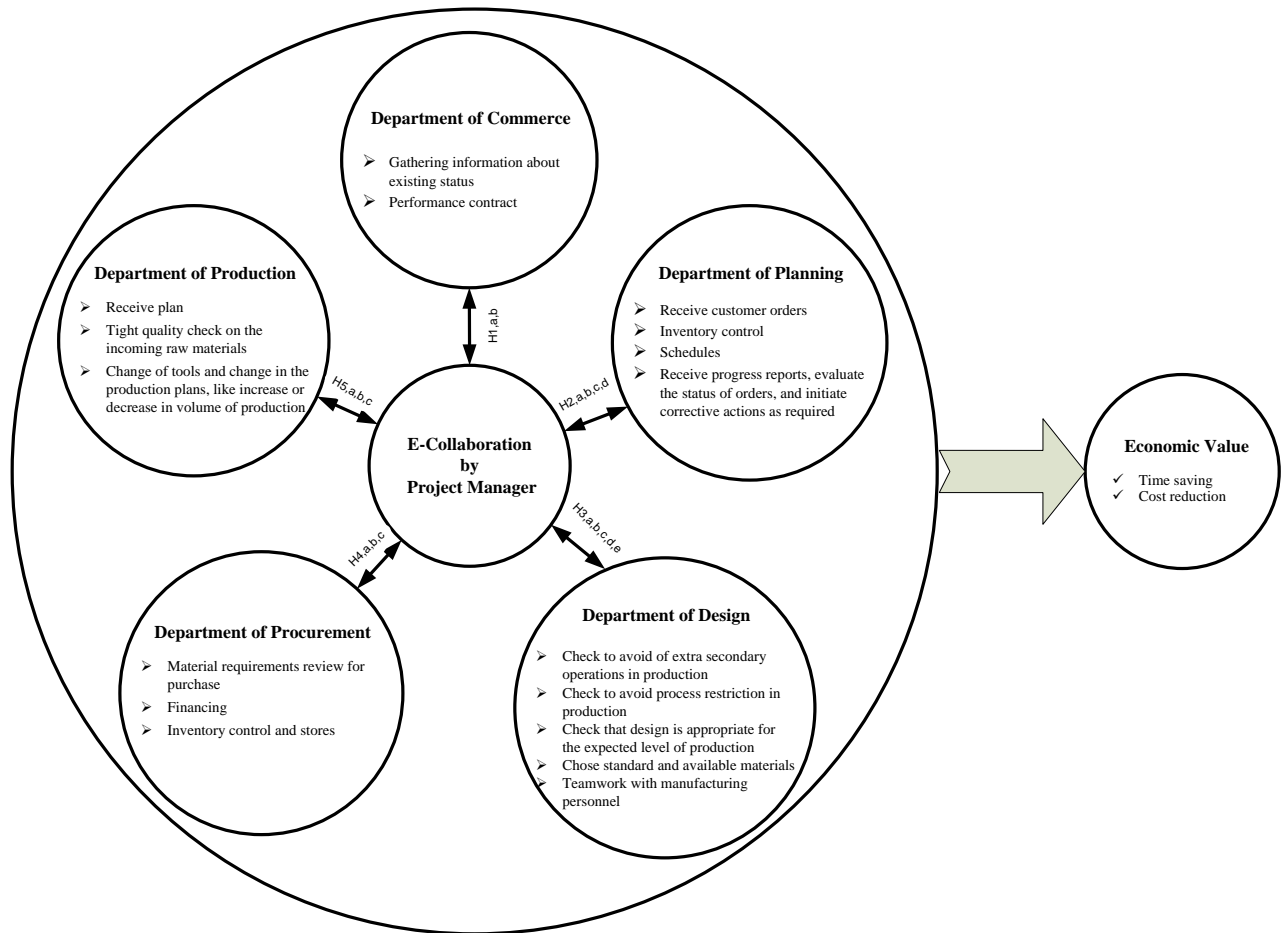 Department of Commerce
➢ Gathering information about
existing status
➢ Performance contract
Department of Production
➢ Receive plan
➢ Tight quality check on the
incoming raw materials
➢ Change of tools and change in the
production plans, like increase or
decrease in volume of production
Department of Planning
➢ Receive customer orders
➢ Inventory control
➢ Schedules
➢ Receive progress reports, evaluate
the status of orders, and initiate
corrective actions as required
H1,a,b
H5,a,b,c
H2,a,b,c,d
E-Collaboration
by
Project Manager
H4,a,b,c
H3,a,b,c,d,e
Department of Procurement
➢ Material requirements review for
purchase
➢ Financing
➢ Inventory control and stores
Department of Design
➢ Check to avoid of extra secondary
operations in production
➢ Check to avoid process restriction in
production
➢ Check that design is appropriate for
the expected level of production
➢ Chose standard and available materials
➢ Teamwork with manufacturing
personnel
Economic Value
✓ Time saving
✓ Cost reduction